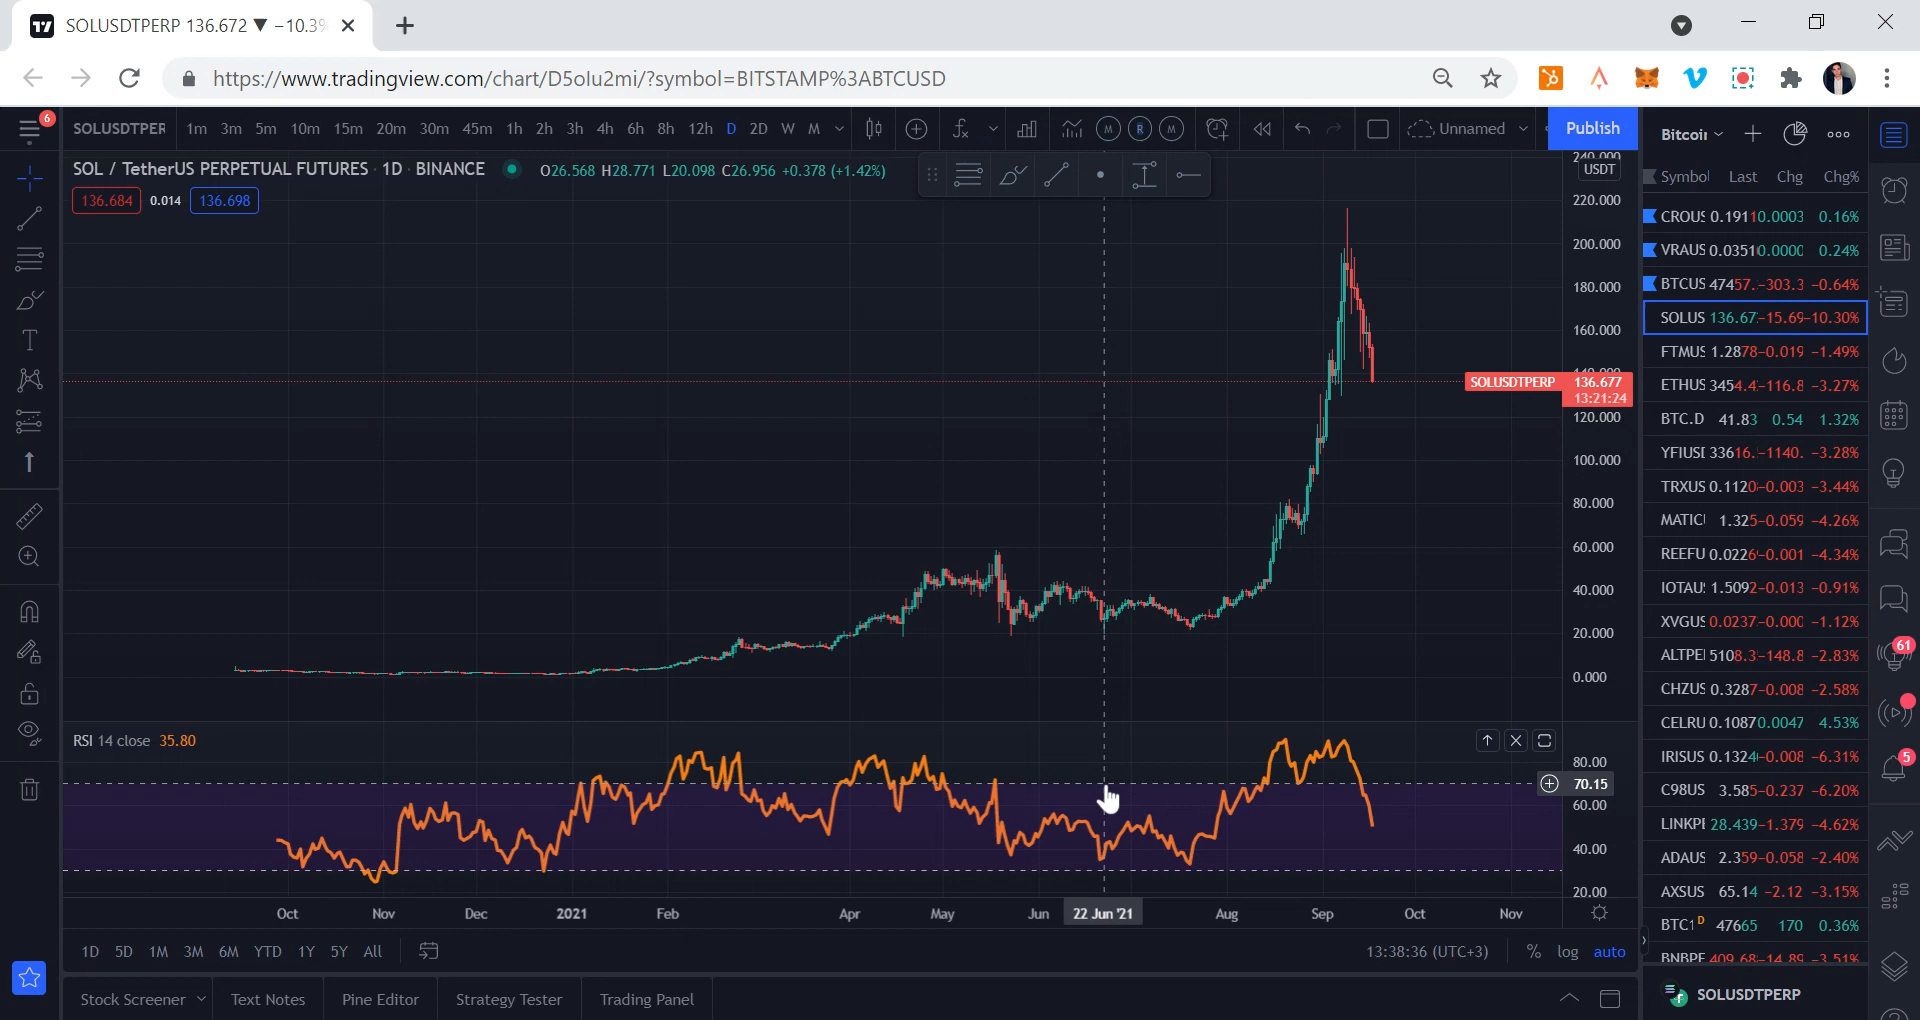 SOLUSDTPERP 136.672 ▼ −10.3%
https://www.tradingview.com/chart/D5oIu2mi/?symbol=BITSTAMP%3ABTCUSD
6
SOLUSDTPER 1m 3m 5m 10m 15m 20m 30m 45m 1h 2h 3h 4h 6h 8h 12h D 2D W M M R M Unnamed Publish Bitcoi
SOL / TetherUS PERPETUAL FUTURES · 1D · BINANCE O26.568 H28.771 L20.098 C26.956 +0.378 (+1.42%)
136.684 0.014 136.698
240.000
USDT
220.000
200.000
180.000
160.000
140.000
SOLUSDTPERP 136.677
13:21:24
120.000
100.000
80.000
60.000
40.000
20.000
0.000
Symbol Last Chg Chg%
CROUS 0.1911 0.0003 0.16%
VRAUS 0.0351 0.0000 0.24%
BTCUS 47457. −303.3 −0.64%
SOLUS 136.67 −15.69 −10.30%
FTMUS 1.2878 −0.019 −1.49%
ETHUS 3454.4 −116.8 −3.27%
BTC.D 41.83 0.54 1.32%
YFIUS 33616. −1140. −3.28%
TRXUS 0.1120 −0.003 −3.44%
MATIC 1.325 −0.059 −4.26%
REEFU 0.0226 −0.001 −4.34%
IOTAU 1.5092 −0.013 −0.91%
XVGUS 0.0237 −0.000 −1.12%
ALTPE 5108.3 −148.8 −2.83%
CHZUS 0.3287 −0.008 −2.58%
CELRU 0.1087 0.0047 4.53%
IRISUS 0.1324 −0.008 −6.31%
C98US 3.585 −0.237 −6.20%
LINKP 28.439 −1.379 −4.62%
ADAUS 2.359 −0.058 −2.40%
AXSUS 65.14 −2.12 −3.15%
BTC1 D 47665 170 0.36%
BNBPE 409.68 −14.89 −3.51%
SOLUSDTPERP
61
5
RSI 14 close 35.80
80.00
70.15
60.00
40.00
20.00
Oct Nov Dec 2021 Feb Apr May Jun 22 Jun '21 Aug Sep Oct Nov
1D 5D 1M 3M 6M YTD 1Y 5Y All 13:38:36 (UTC+3) % log auto
Stock Screener Text Notes Pine Editor Strategy Tester Trading Panel